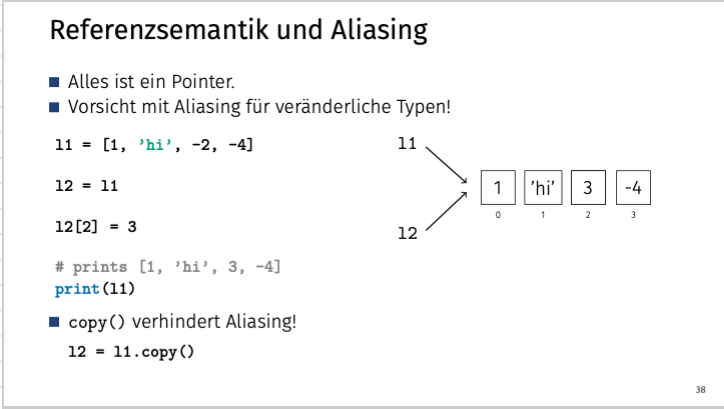 Referenzsemantik und Aliasing
Alles ist ein Pointer.
Vorsicht mit Aliasing für veränderliche Typen!
l1 = [1, ’hi’, -2, -4]
l2 = l1
l2[2] = 3
# prints [1, ’hi’, 3, -4]
print(l1)
l1
1 'hi' 3 -4
0 1 2 3
l2
copy() verhindert Aliasing!
l2 = l1.copy()
38